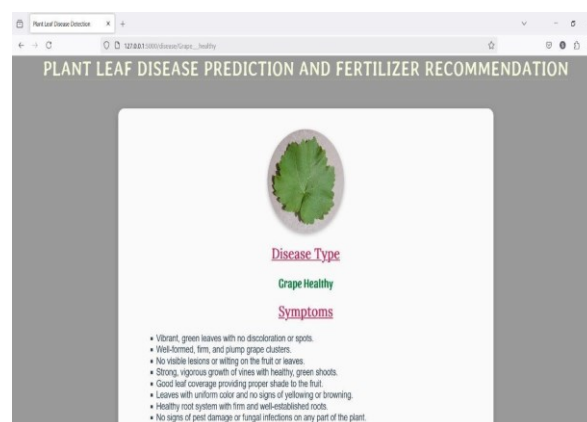 Plant Leaf Disease Detection
127.0.0.1:5000/disease/Grape___healthy
PLANT LEAF DISEASE PREDICTION AND FERTILIZER RECOMMENDATION
Disease Type
Grape Healthy
Symptoms
Vibrant, green leaves with no discoloration or spots.
Well-formed, firm, and plump grape clusters.
No visible lesions or wilting on the fruit or leaves.
Strong, vigorous growth of vines with healthy, green shoots.
Good leaf coverage providing proper shade to the fruit.
Leaves with uniform color and no signs of yellowing or browning.
Healthy root system with firm and well-established roots.
No signs of pest damage or fungal infections on any part of the plant.